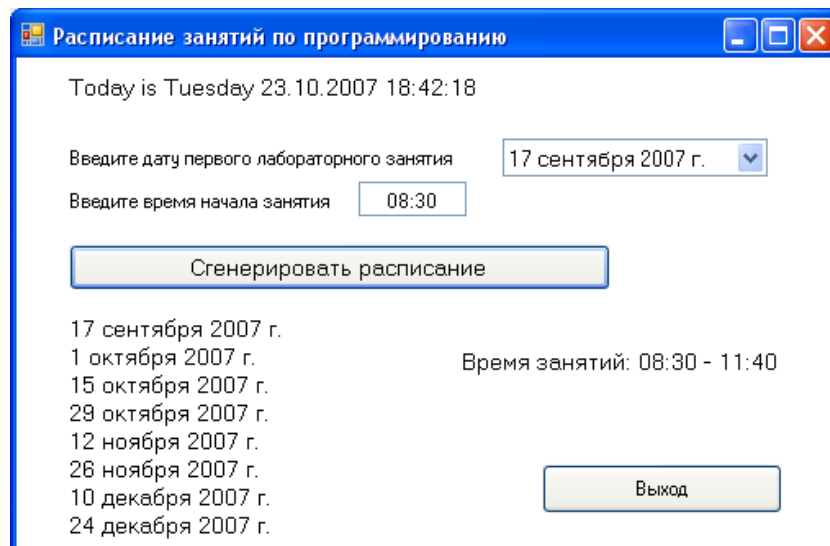 Расписание занятий по программированию
Today is Tuesday 23.10.2007 18:42:18
Введите дату первого лабораторного занятия
17 сентября 2007 г.
Введите время начала занятия
08:30
Сгенерировать расписание
17 сентября 2007 г.
1 октября 2007 г.
Время занятий: 08:30 - 11:40
15 октября 2007 г.
29 октября 2007 г.
12 ноября 2007 г.
26 ноября 2007 г.
Выход
10 декабря 2007 г.
24 декабря 2007 г.